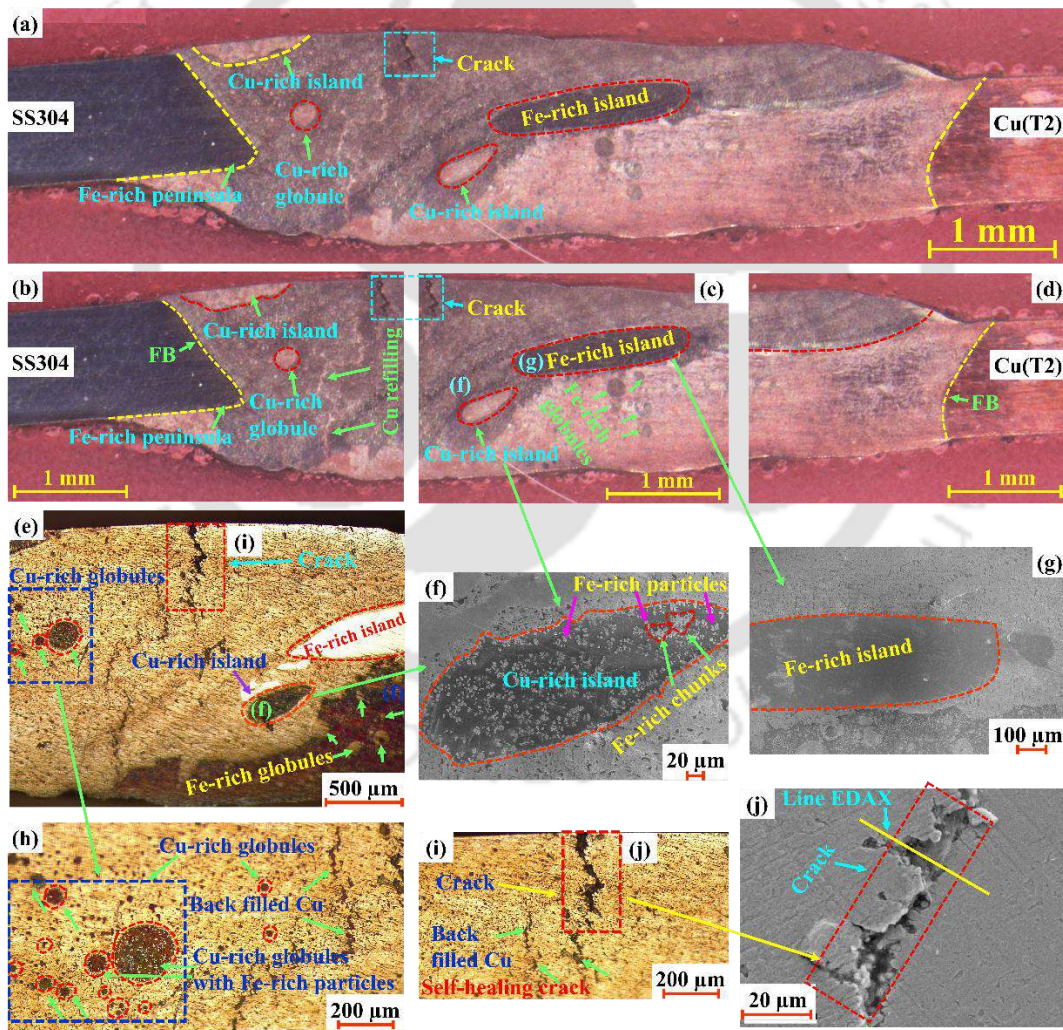 (a)
Cu-rich island
Crack
SS304
Fe-rich island
Cu(T2)
Fe-rich peninsula
Cu-rich
globule
Cu-rich island
1 mm
(b)
Cu-rich island
Crack
SS304
FB
Cu-rich
globule
Cu refilling
Fe-rich peninsula
1 mm
(c)
(g)
Fe-rich island
(f)
Cu-rich island
Fe-rich
globules
1 mm
(d)
Cu(T2)
FB
1 mm
(e)
(i)
Crack
Cu-rich globules
Fe-rich island
Cu-rich island
(f)
(f)
Fe-rich globules
500 µm
(f)
Fe-rich particles
Cu-rich island
Fe-rich chunks
20 µm
(g)
Fe-rich island
100 µm
(h)
Cu-rich globules
Back filled Cu
Cu-rich globules
with Fe-rich particles
200 µm
(i)
(j)
Crack
Back
filled Cu
Self-healing crack
200 µm
(j)
Line EDAX
Crack
20 µm